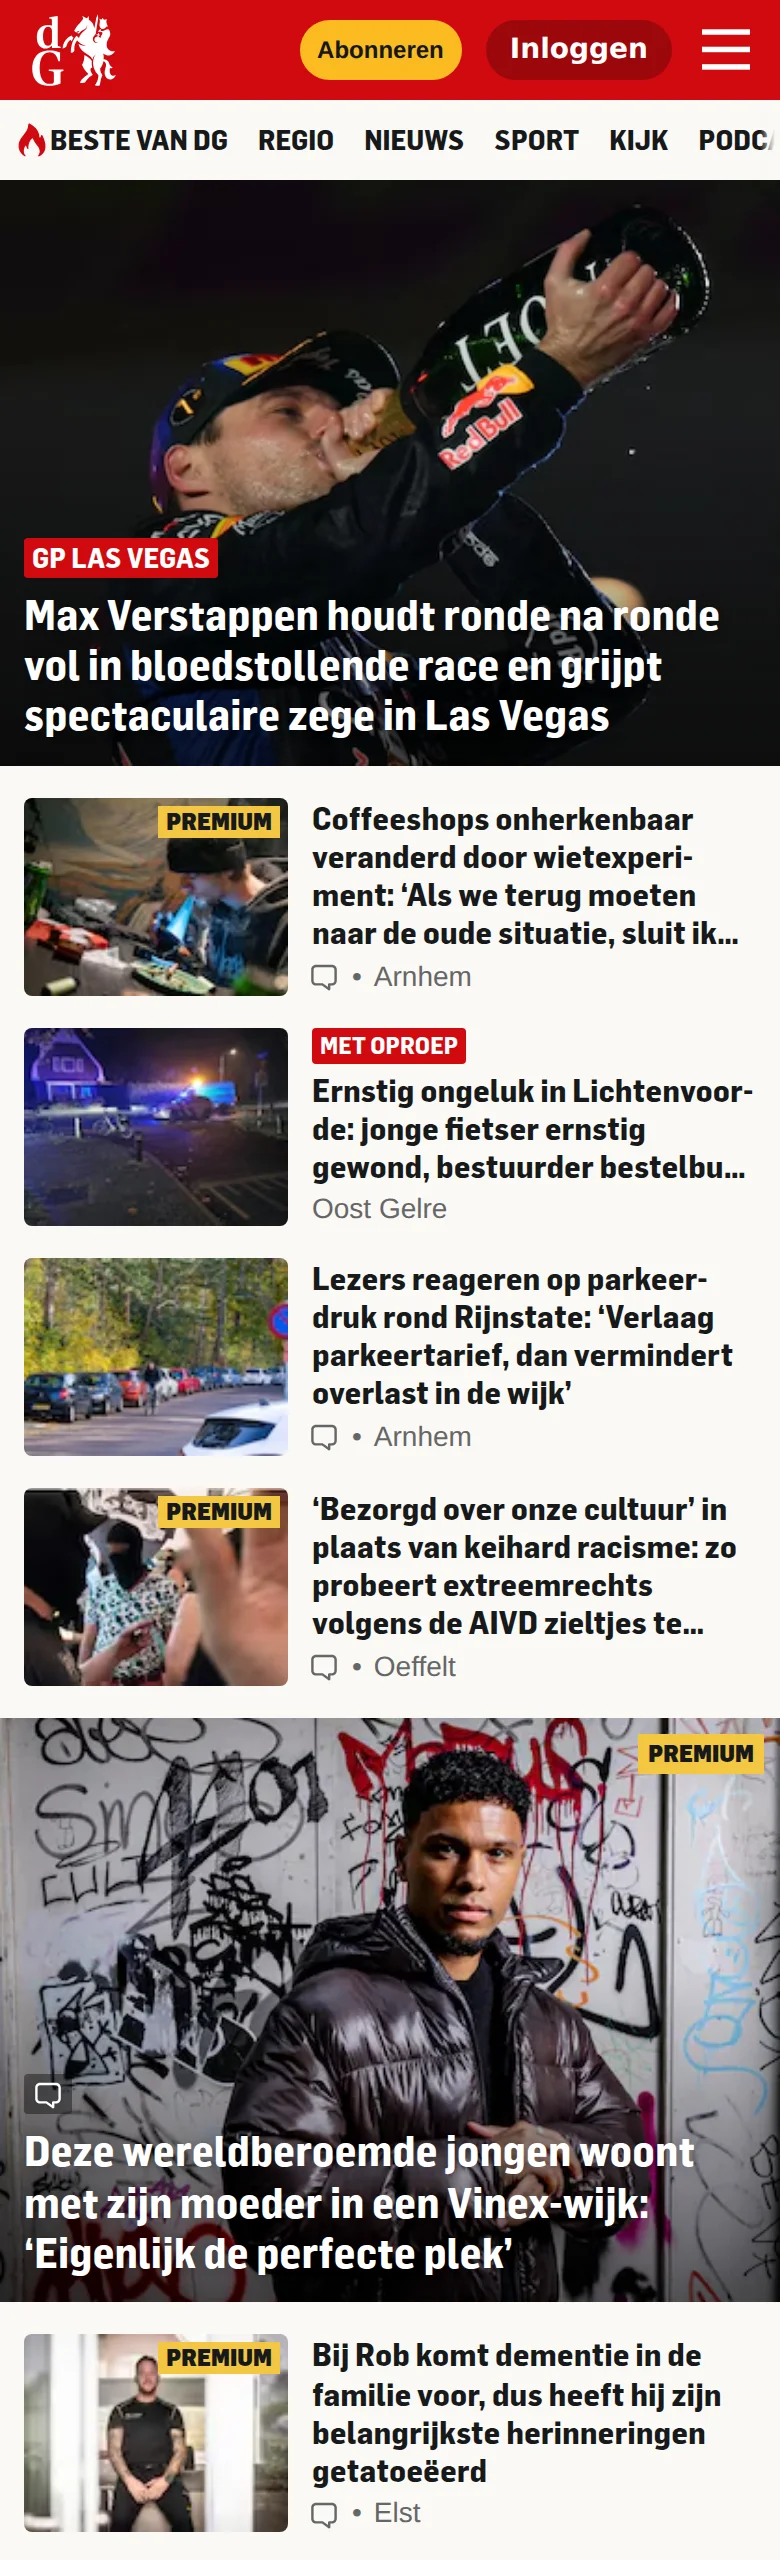 dG
Abonneren
Inloggen
BESTE VAN DG
REGIO
NIEUWS
SPORT
KIJK
PODCA
MOET
Red Bull
GP LAS VEGAS
Max Verstappen houdt ronde na ronde
vol in bloedstollende race en grijpt
spectaculaire zege in Las Vegas
PREMIUM
Coffeeshops onherkenbaar
veranderd door wietexperi-
ment: ‘Als we terug moeten
naar de oude situatie, sluit ik...
• Arnhem
MET OPROEP
Ernstig ongeluk in Lichtenvoor-
de: jonge fietser ernstig
gewond, bestuurder bestelbu...
Oost Gelre
Lezers reageren op parkeer-
druk rond Rijnstate: ‘Verlaag
parkeertarief, dan vermindert
overlast in de wijk’
• Arnhem
PREMIUM
‘Bezorgd over onze cultuur’ in
plaats van keihard racisme: zo
probeert extreemrechts
volgens de AIVD zieltjes te...
• Oeffelt
PREMIUM
Deze wereldberoemde jongen woont
met zijn moeder in een Vinex-wijk:
‘Eigenlijk de perfecte plek’
PREMIUM
Bij Rob komt dementie in de
familie voor, dus heeft hij zijn
belangrijkste herinneringen
getatoeëerd
• Elst